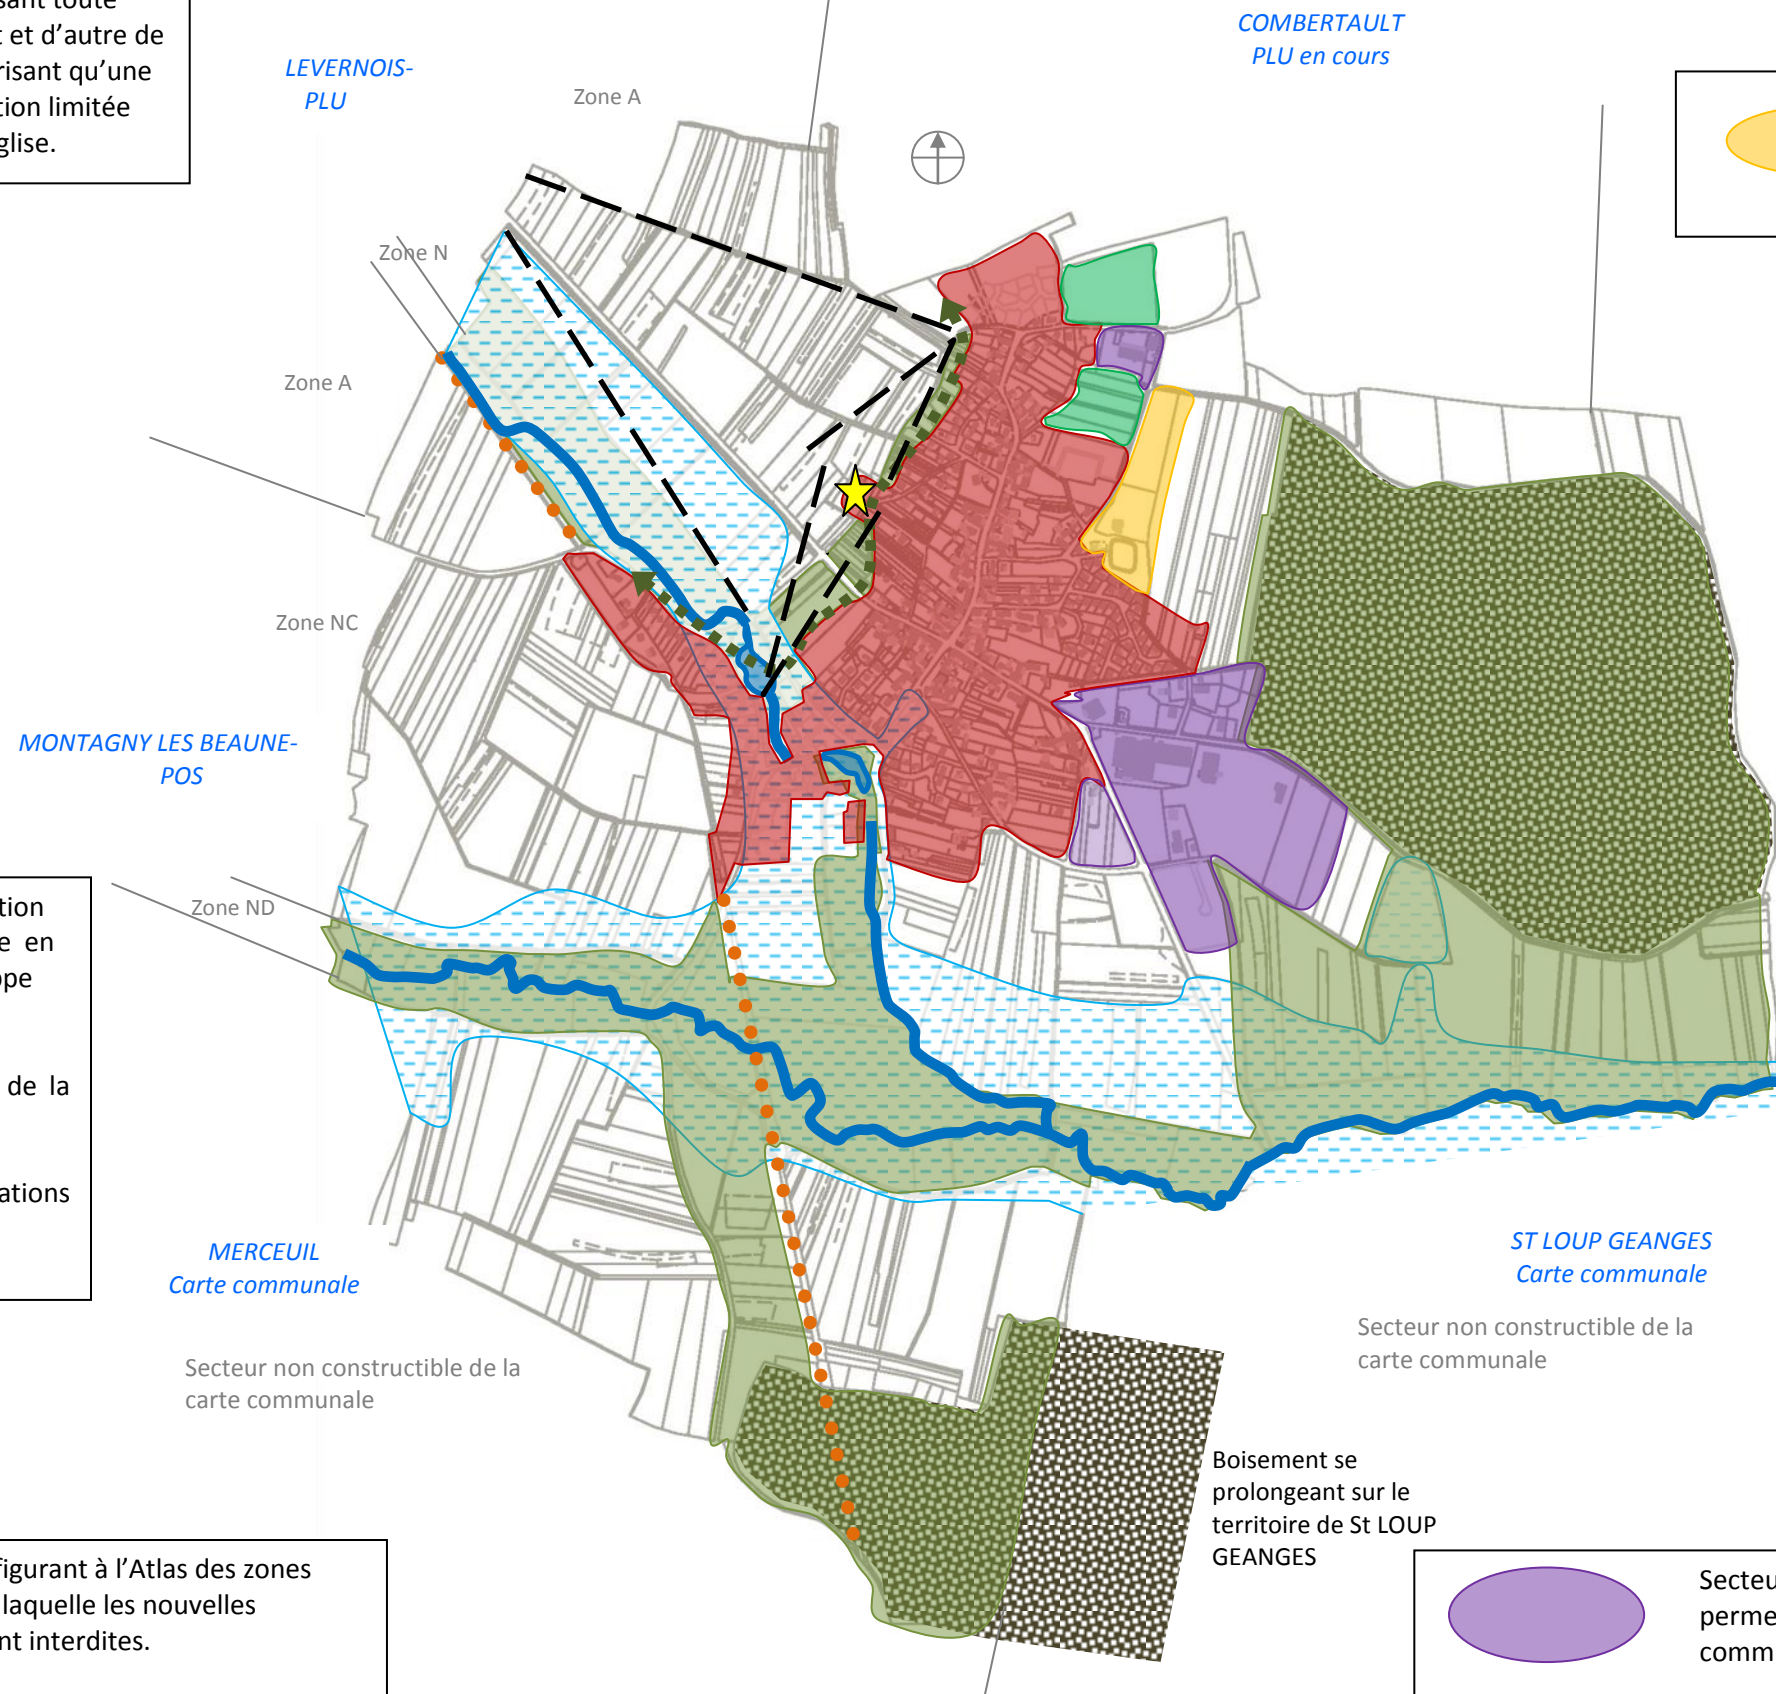 sant toute
t et d'autre de
risant qu'une
tion limitée
glise.
COMBERTAULT
PLU en cours
LEVERNOIS-
PLU
Zone A
Zone N
Zone A
Zone NC
MONTAGNY LES BEAUNE-
POS
Zone ND
tion
e en
ope
de la
ations
MERCEUIL
Carte communale
Secteur non constructible de la
carte communale
ST LOUP GEANGES
Carte communale
Secteur non constructible de la
carte communale
Boisement se
prolongeant sur le
territoire de St LOUP
GEANGES
figurant à l'Atlas des zones
laquelle les nouvelles
nt interdites.
Secteu
perme
comm